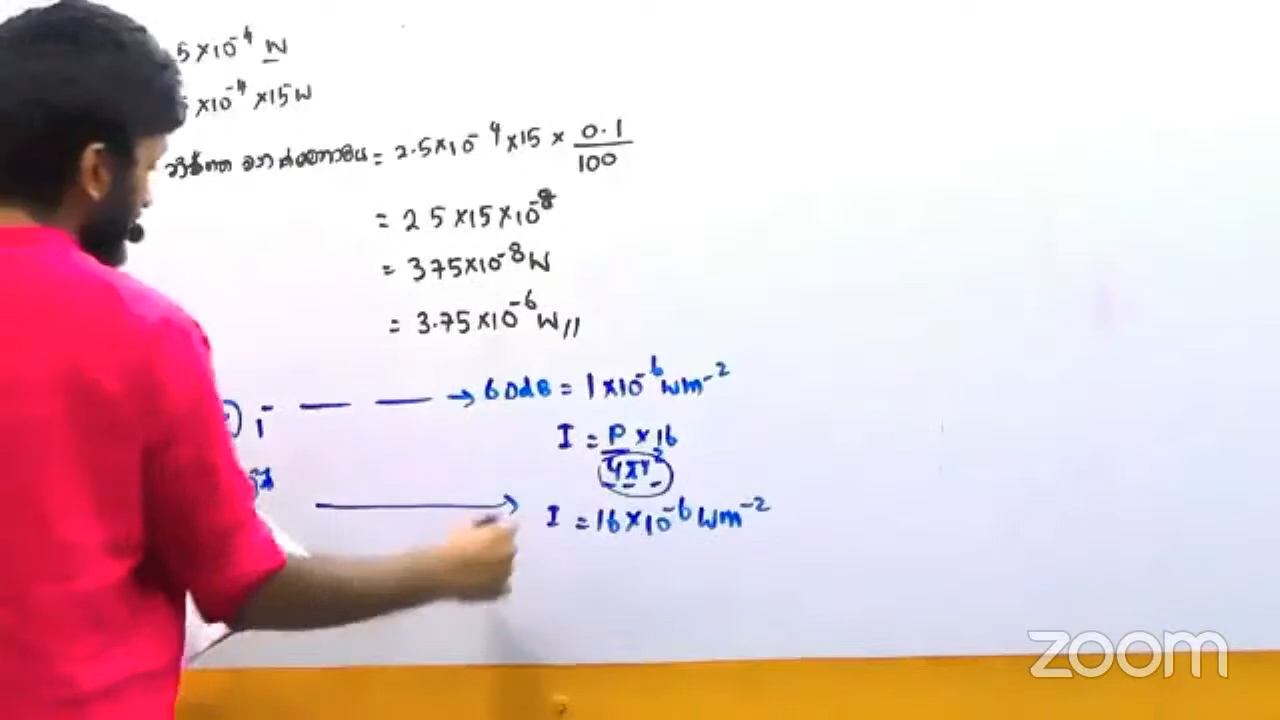 5×10⁻⁴ W
×10⁻⁴ ×15 W
= 2.5×10⁻⁴ ×15 × 0.1/100
= 25 ×15×10⁻⁸
= 375×10⁻⁸ W
= 3.75×10⁻⁶ W //
→ 60dB = 1×10⁻⁶ Wm⁻²
I = P/4πr² × 16
I = 16×10⁻⁶ Wm⁻²
zoom